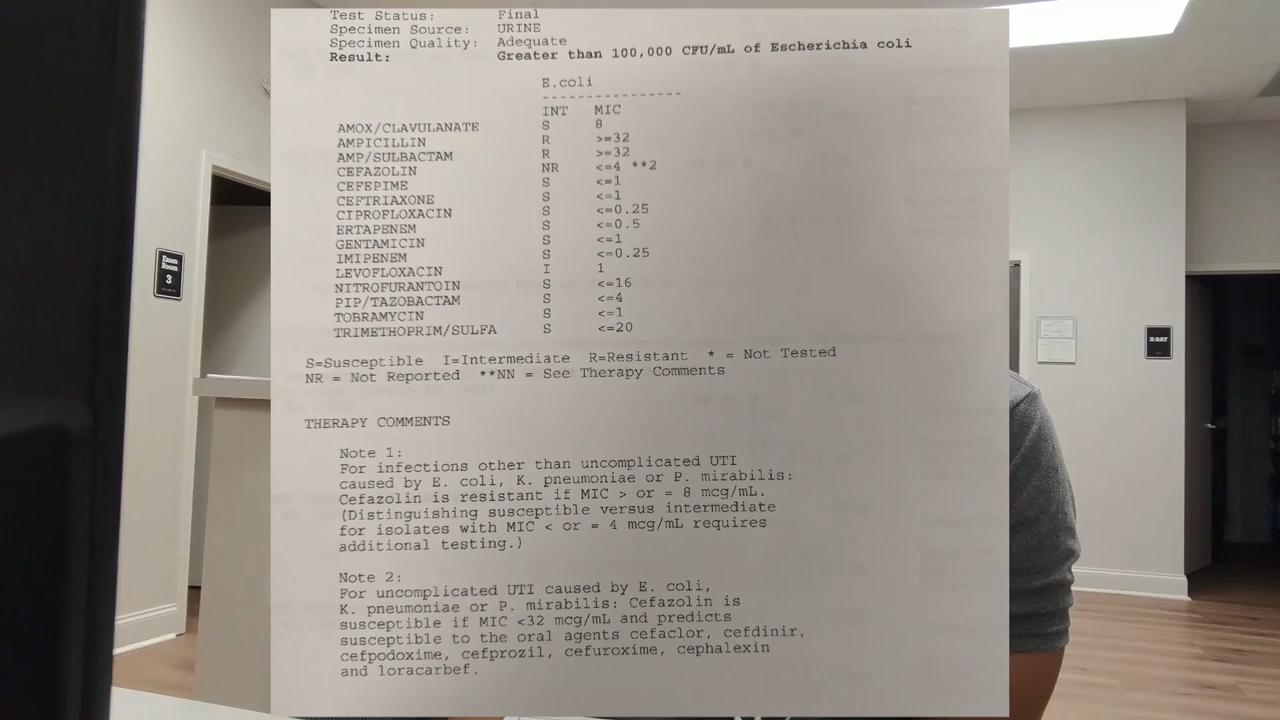 Test Status: Final
Specimen Source: URINE
Specimen Quality: Adequate
Result: Greater than 100,000 CFU/mL of Escherichia coli
E.coli
----------------
INT MIC
AMOX/CLAVULANATE S 8
AMPICILLIN R >=32
AMP/SULBACTAM R >=32
CEFAZOLIN NR <=4 **2
CEFEPIME S <=1
CEFTRIAXONE S <=1
CIPROFLOXACIN S <=0.25
ERTAPENEM S <=0.5
GENTAMICIN S <=1
IMIPENEM S <=0.25
LEVOFLOXACIN I 1
NITROFURANTOIN S <=16
PIP/TAZOBACTAM S <=4
TOBRAMYCIN S <=1
TRIMETHOPRIM/SULFA S <=20
S=Susceptible I=Intermediate R=Resistant * = Not Tested
NR = Not Reported **NN = See Therapy Comments
THERAPY COMMENTS
Note 1:
For infections other than uncomplicated UTI
caused by E. coli, K. pneumoniae or P. mirabilis:
Cefazolin is resistant if MIC > or = 8 mcg/mL.
(Distinguishing susceptible versus intermediate
for isolates with MIC < or = 4 mcg/mL requires
additional testing.)
Note 2:
For uncomplicated UTI caused by E. coli,
K. pneumoniae or P. mirabilis: Cefazolin is
susceptible if MIC <32 mcg/mL and predicts
susceptible to the oral agents cefaclor, cefdinir,
cefpodoxime, cefprozil, cefuroxime, cephalexin
and loracarbef.
Exam
Room
3
X-RAY